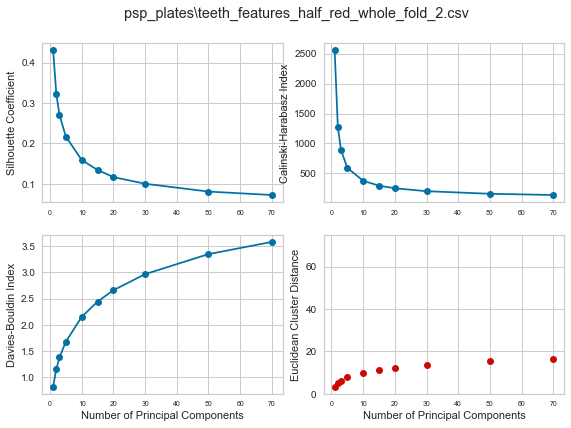 psp_plates\teeth_features_half_red_whole_fold_2.csv
Silhouette Coefficient
0.4
0.3
0.2
0.1
0 10 20 30 40 50 60 70
Calinski-Harabasz Index
2500
2000
1500
1000
500
0 10 20 30 40 50 60 70
Davies-Bouldin Index
3.5
3.0
2.5
2.0
1.5
1.0
0 10 20 30 40 50 60 70
Number of Principal Components
Euclidean Cluster Distance
60
40
20
0
0 10 20 30 40 50 60 70
Number of Principal Components